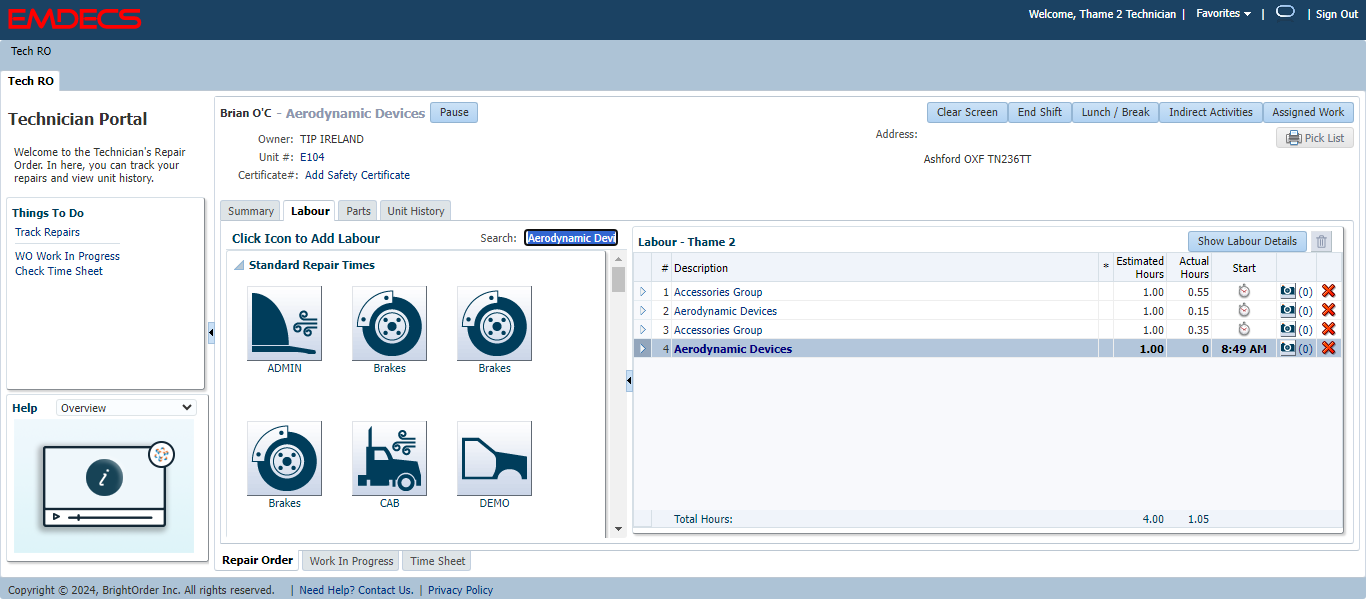 EMDECS
Welcome, Thame 2 Technician | Favorites | | Sign Out
Tech RO
Tech RO
Technician Portal
Welcome to the Technician's Repair
Order. In here, you can track your
repairs and view unit history.
Things To Do
Track Repairs
WO Work In Progress
Check Time Sheet
Help Overview
i
Brian O'C - Aerodynamic Devices Pause
Clear Screen End Shift Lunch / Break Indirect Activities Assigned Work
Owner: TIP IRELAND
Unit #: E104
Certificate#: Add Safety Certificate
Address:
Ashford OXF TN236TT
Pick List
Summary Labour Parts Unit History
Click Icon to Add Labour Search: Aerodynamic Devi
Standard Repair Times
ADMIN Brakes Brakes
Brakes CAB DEMO
Labour - Thame 2 Show Labour Details
# Description * Estimated Hours Actual Hours Start
1 Accessories Group 1.00 0.55 (0)
2 Aerodynamic Devices 1.00 0.15 (0)
3 Accessories Group 1.00 0.35 (0)
4 Aerodynamic Devices 1.00 0 8:49 AM (0)
Total Hours: 4.00 1.05
Repair Order Work In Progress Time Sheet
Copyright © 2024, BrightOrder Inc. All rights reserved. | Need Help? Contact Us. | Privacy Policy